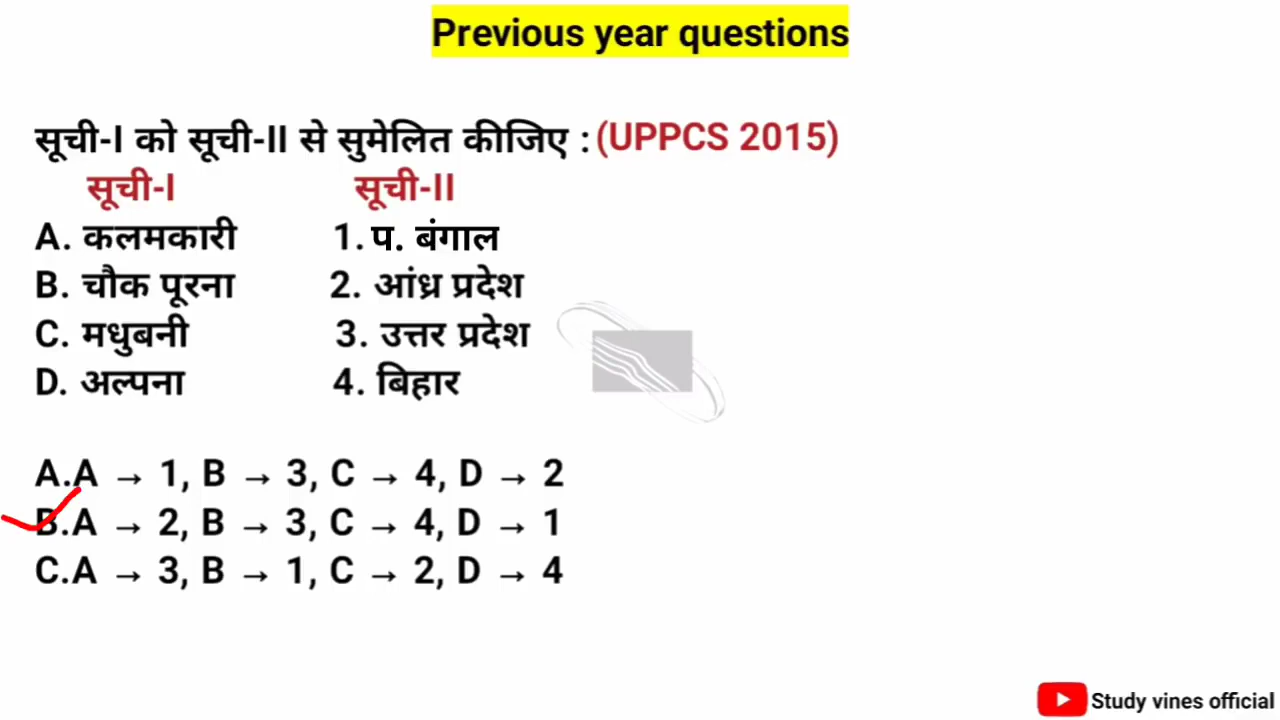 Previous year questions
सूची-I को सूची-II से सुमेलित कीजिए : (UPPCS 2015)
सूची-I सूची-II
A. कलमकारी 1. प. बंगाल
B. चौक पूरना 2. आंध्र प्रदेश
C. मधुबनी 3. उत्तर प्रदेश
D. अल्पना 4. बिहार
A.A → 1, B → 3, C → 4, D → 2
B.A → 2, B → 3, C → 4, D → 1
C.A → 3, B → 1, C → 2, D → 4
Study vines official